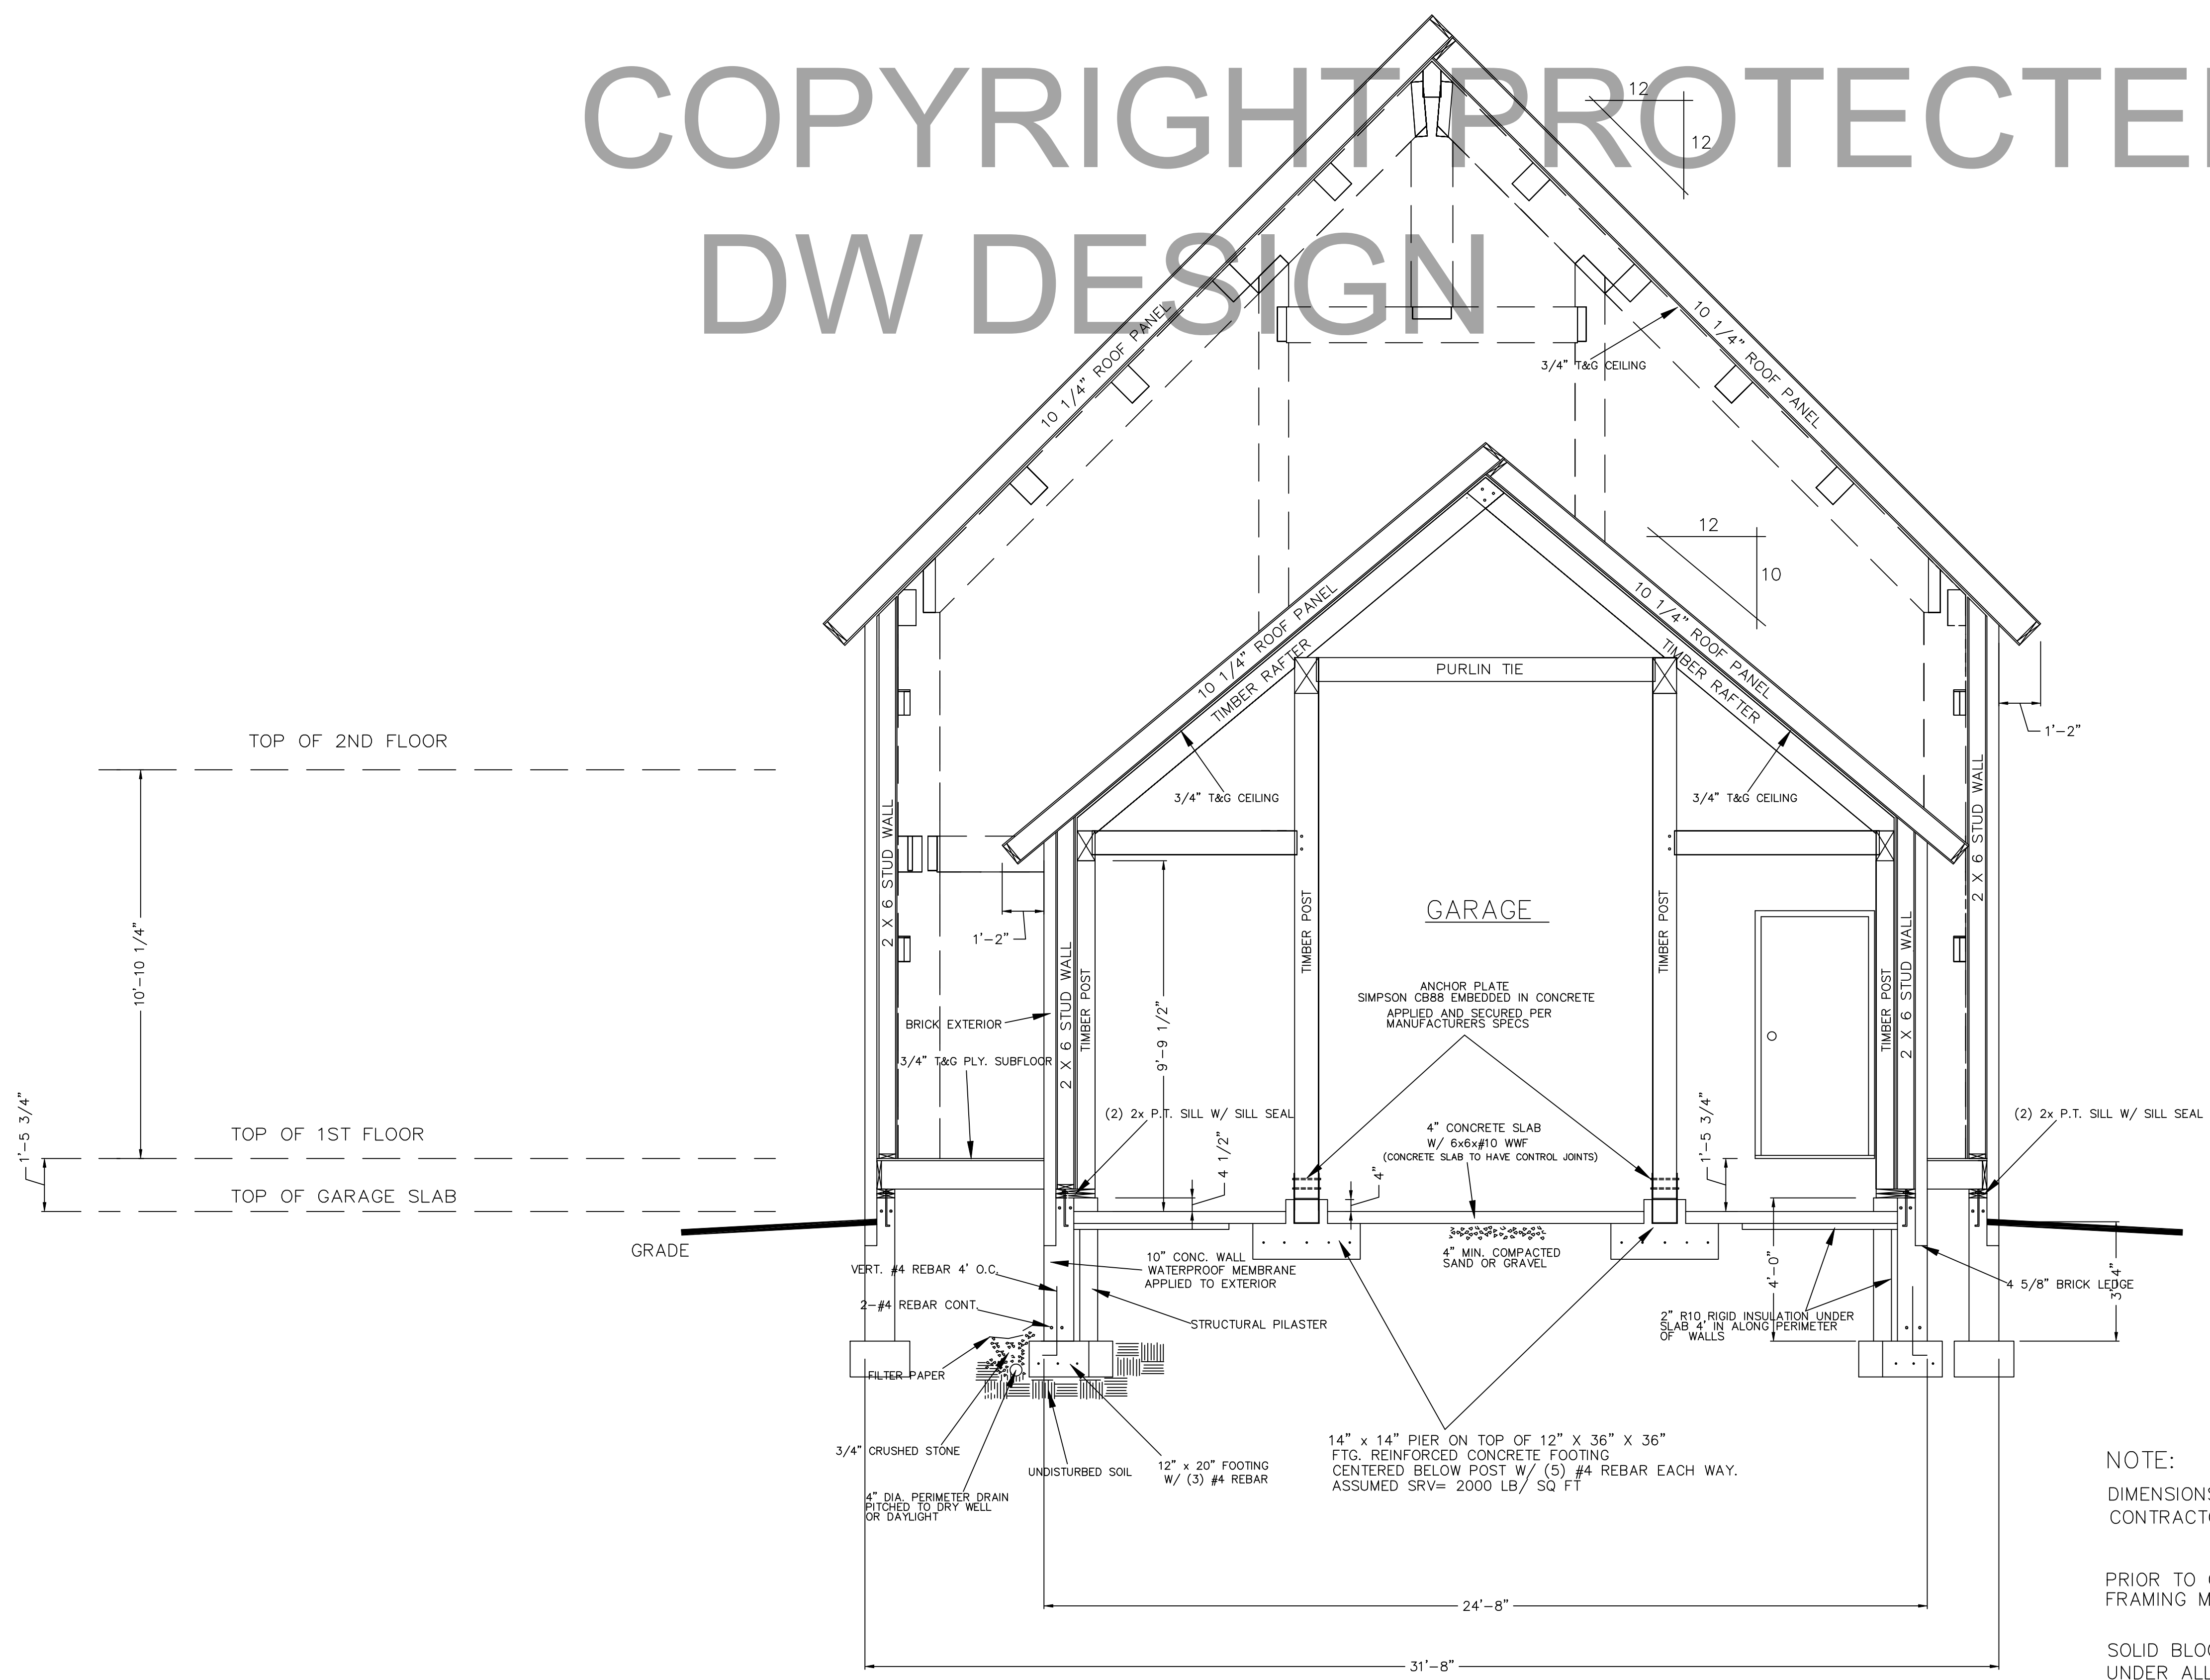 COPYRIGHT PROTECTED
DW DESIGN
12
12
10 1/4" ROOF PANEL
10 1/4" ROOF PANEL
3/4" T&G CEILING
12
10
10 1/4" ROOF PANEL
TIMBER RAFTER
10 1/4" ROOF PANEL
TIMBER RAFTER
PURLIN TIE
1'-2"
TOP OF 2ND FLOOR
3/4" T&G CEILING
3/4" T&G CEILING
2 X 6 STUD WALL
2 X 6 STUD WALL
10'-10 1/4"
1'-2"
GARAGE
TIMBER POST
TIMBER POST
2 X 6 STUD WALL
TIMBER POST
TIMBER POST
2 X 6 STUD WALL
ANCHOR PLATE
SIMPSON CB88 EMBEDDED IN CONCRETE
APPLIED AND SECURED PER
MANUFACTURERS SPECS
BRICK EXTERIOR
9'-9 1/2"
3/4" T&G PLY. SUBFLOOR
1'-5 3/4"
(2) 2x P.T. SILL W/ SILL SEAL
1'-5 3/4"
(2) 2x P.T. SILL W/ SILL SEAL
TOP OF 1ST FLOOR
4 1/2"
4" CONCRETE SLAB
W/ 6x6x#10 WWF
(CONCRETE SLAB TO HAVE CONTROL JOINTS)
4"
TOP OF GARAGE SLAB
GRADE
10" CONC. WALL
WATERPROOF MEMBRANE
APPLIED TO EXTERIOR
4" MIN. COMPACTED
SAND OR GRAVEL
VERT. #4 REBAR 4' O.C.
4'-0"
4 5/8" BRICK LEDGE
3'-4"
2-#4 REBAR CONT.
STRUCTURAL PILASTER
2" R10 RIGID INSULATION UNDER
SLAB 4' IN ALONG PERIMETER
OF WALLS
FILTER PAPER
3/4" CRUSHED STONE
UNDISTURBED SOIL
12" x 20" FOOTING
W/ (3) #4 REBAR
14" x 14" PIER ON TOP OF 12" X 36" X 36"
FTG. REINFORCED CONCRETE FOOTING
CENTERED BELOW POST W/ (5) #4 REBAR EACH WAY.
ASSUMED SRV= 2000 LB/ SQ FT
4" DIA. PERIMETER DRAIN
PITCHED TO DRY WELL
OR DAYLIGHT
NOTE:
DIMENSIONS
CONTRACTO
PRIOR TO
FRAMING M
SOLID BLOC
UNDER ALL
24'-8"
31'-8"